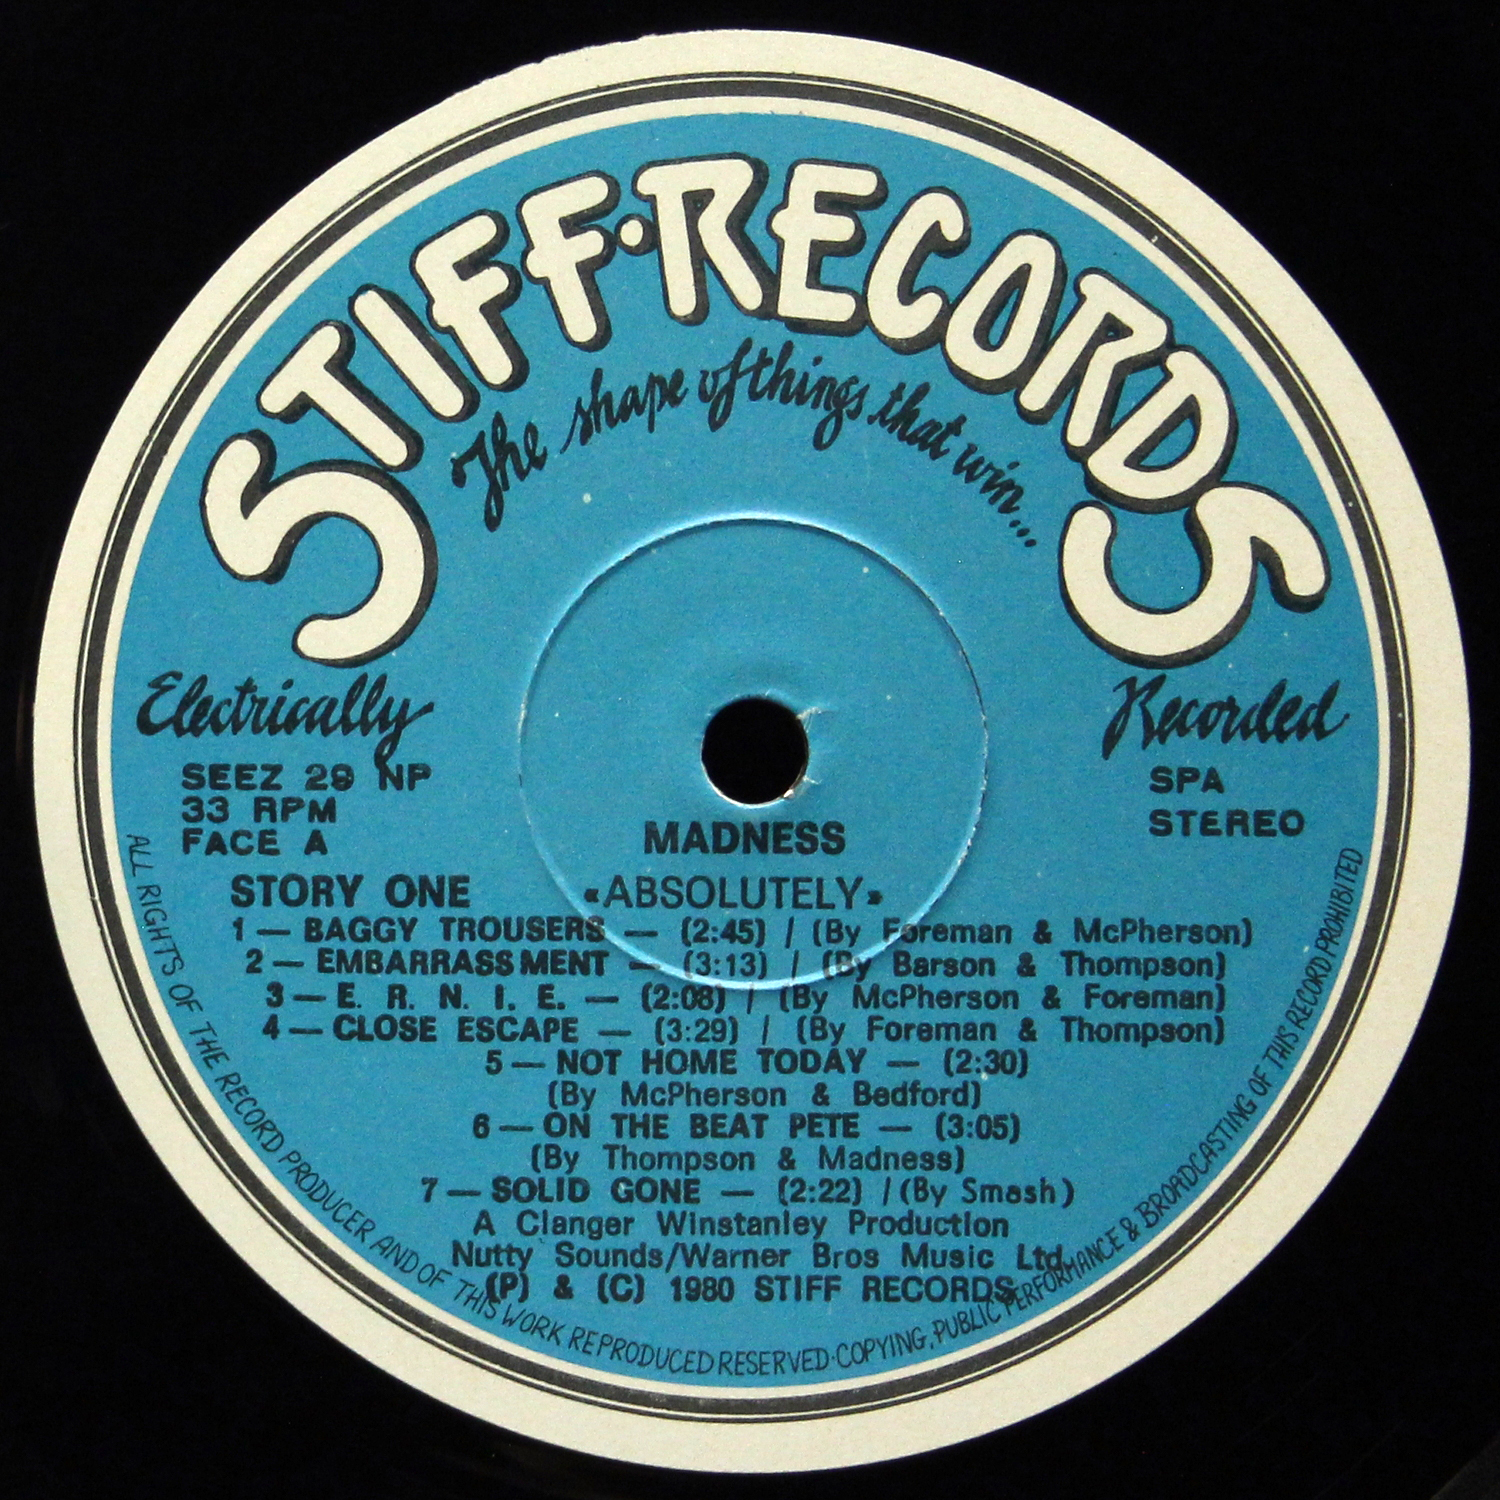 STIFF·RECORDS
The shape of things that win...
Electrically
Recorded
SEEZ 29 NP
33 RPM
FACE A
SPA
STEREO
MADNESS
STORY ONE
«ABSOLUTELY»
1 — BAGGY TROUSERS — (2:45) / (By Foreman & McPherson)
2 — EMBARRASSMENT — (3:13) / (By Barson & Thompson)
3 — E. R. N. I. E. — (2:08) / (By McPherson & Foreman)
4 — CLOSE ESCAPE — (3:29) / (By Foreman & Thompson)
5 — NOT HOME TODAY — (2:30)
(By McPherson & Bedford)
6 — ON THE BEAT PETE — (3:05)
(By Thompson & Madness)
7 — SOLID GONE — (2:22) / (By Smash)
A Clanger Winstanley Production
Nutty Sounds/Warner Bros Music Ltd.
(P) & (C) 1980 STIFF RECORDS
ALL RIGHTS OF THE RECORD PRODUCER AND OF THIS WORK REPRODUCED RESERVED·COPYING, PUBLIC PERFORMANCE & BROADCASTING OF THIS RECORD PROHIBITED